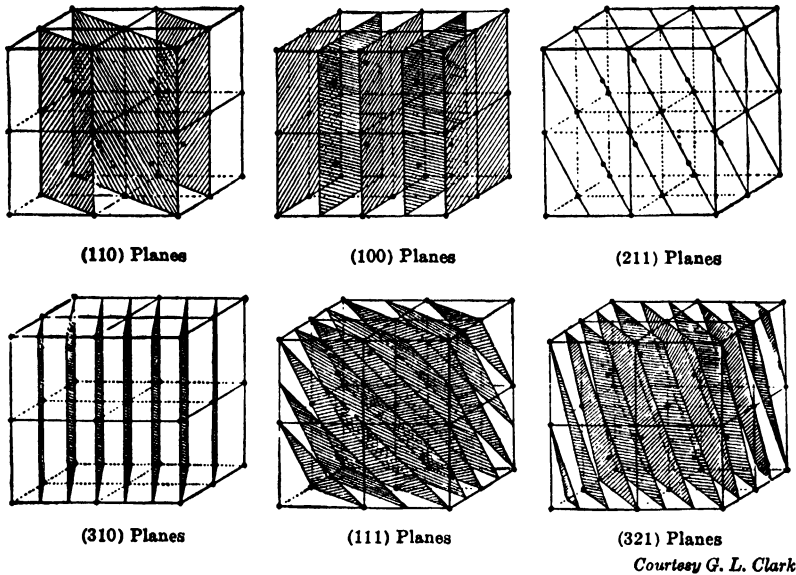 (110) Planes
(100) Planes
(211) Planes
(310) Planes
(111) Planes
(321) Planes
Courtesy G. L. Clark